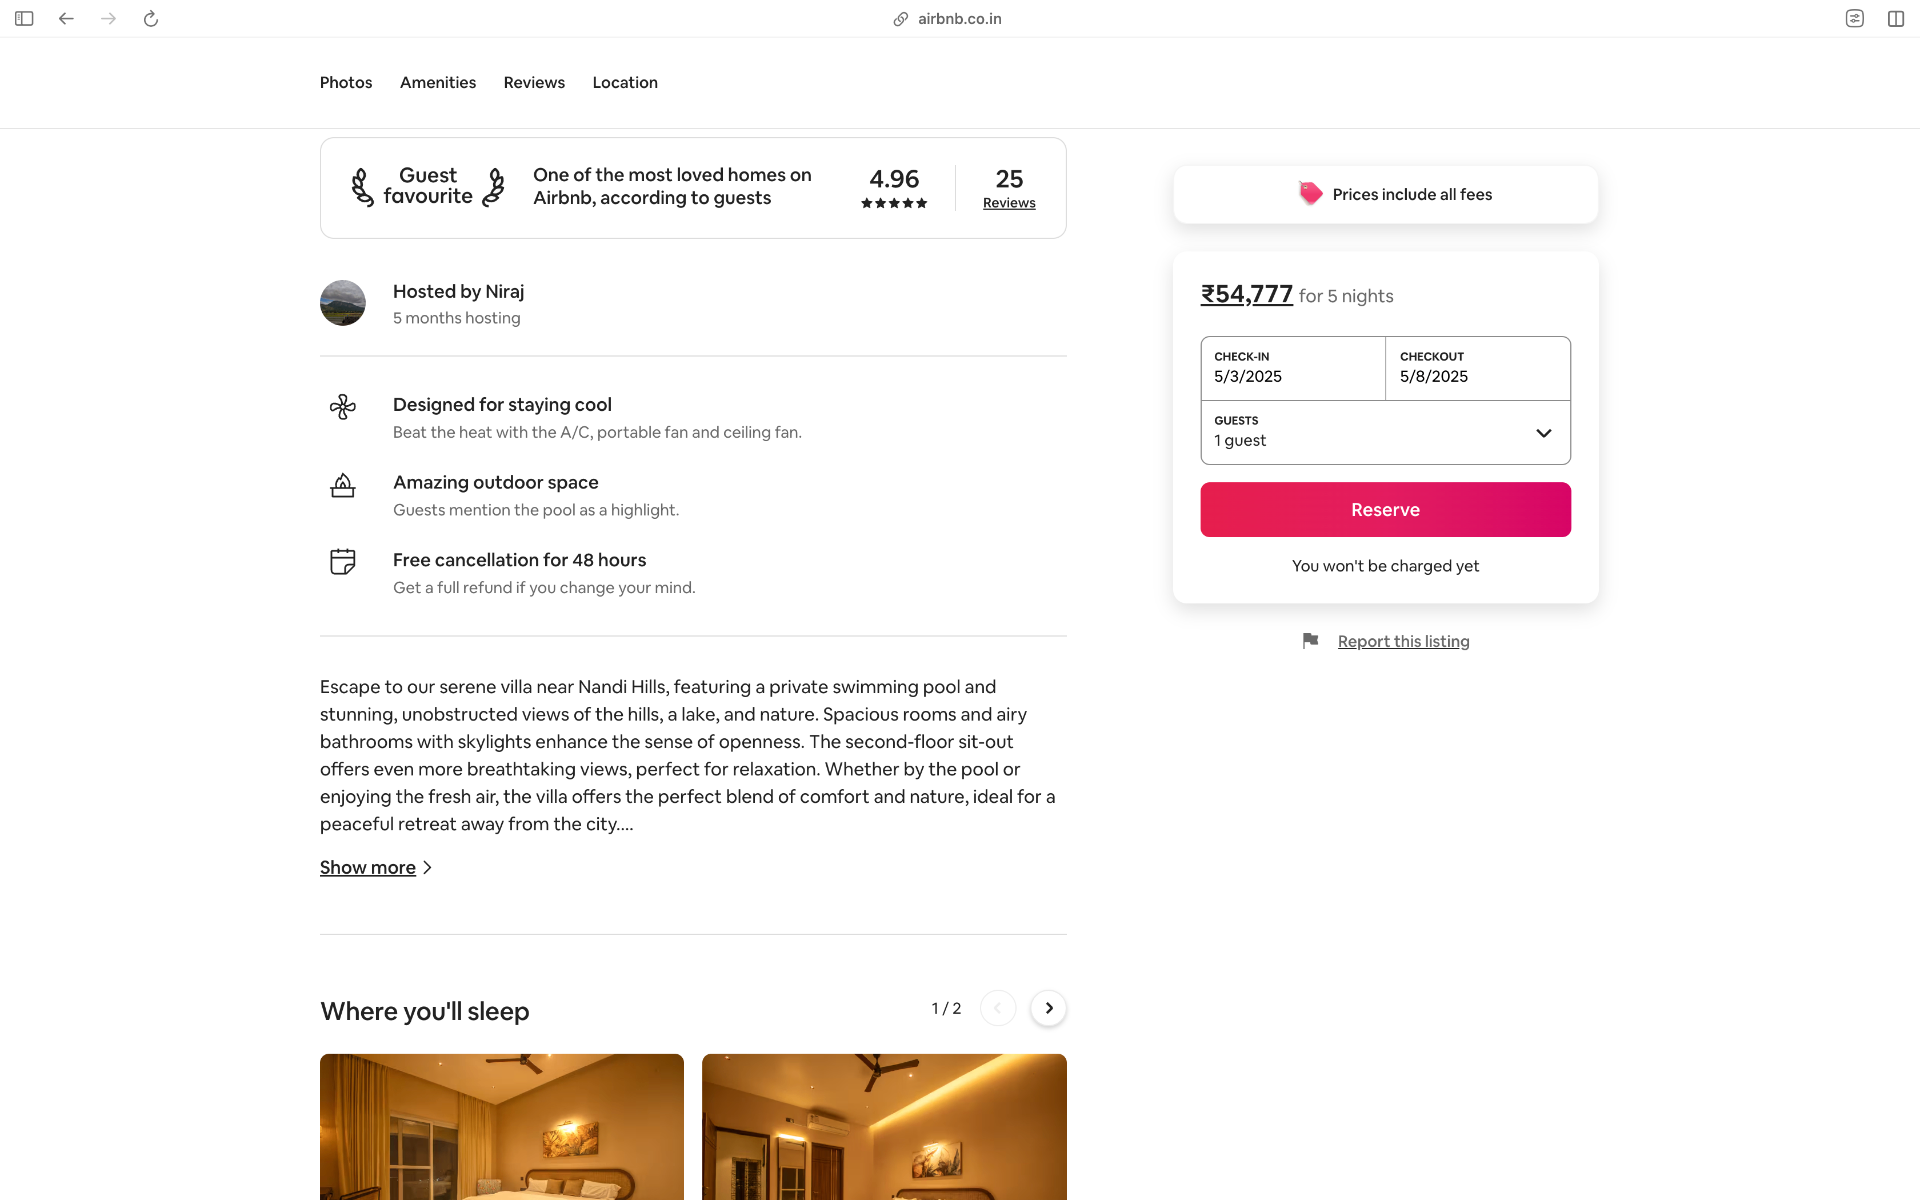 airbnb.co.in
Photos Amenities Reviews Location
Guest
favourite
One of the most loved homes on
Airbnb, according to guests
4.96
25
Reviews
Prices include all fees
Hosted by Niraj
5 months hosting
₹54,777 for 5 nights
CHECK-IN
5/3/2025
CHECKOUT
5/8/2025
GUESTS
1 guest
Reserve
You won't be charged yet
Report this listing
Designed for staying cool
Beat the heat with the A/C, portable fan and ceiling fan.
Amazing outdoor space
Guests mention the pool as a highlight.
Free cancellation for 48 hours
Get a full refund if you change your mind.
Escape to our serene villa near Nandi Hills, featuring a private swimming pool and
stunning, unobstructed views of the hills, a lake, and nature. Spacious rooms and airy
bathrooms with skylights enhance the sense of openness. The second-floor sit-out
offers even more breathtaking views, perfect for relaxation. Whether by the pool or
enjoying the fresh air, the villa offers the perfect blend of comfort and nature, ideal for a
peaceful retreat away from the city....
Show more
Where you'll sleep
1 / 2